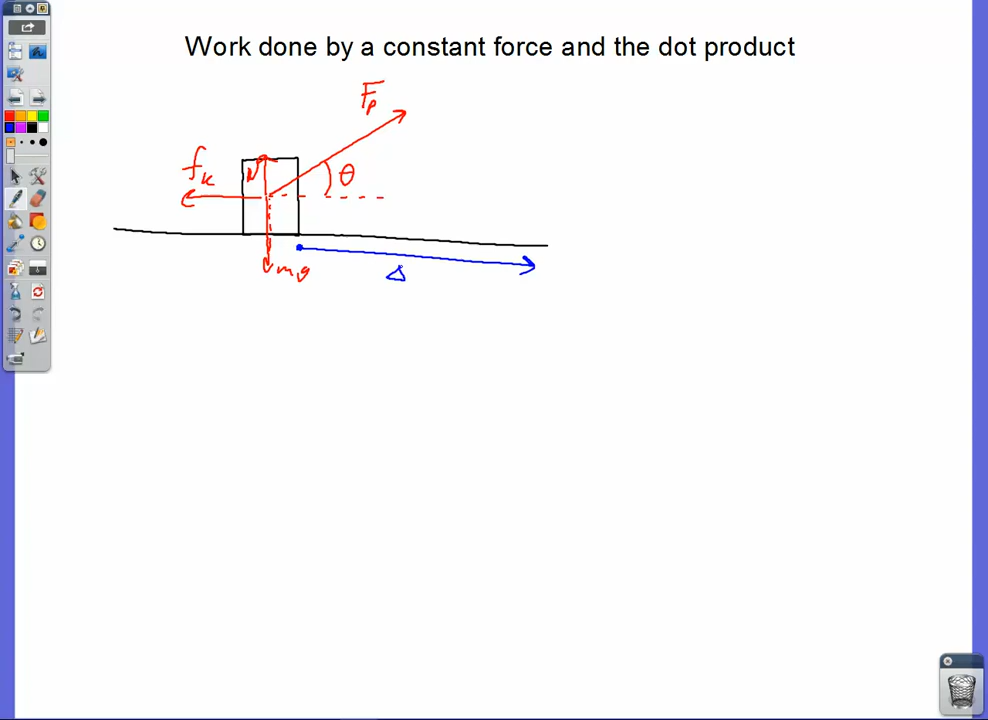 Work done by a constant force and the dot product
Fp
fk
N
θ
mg
Δ